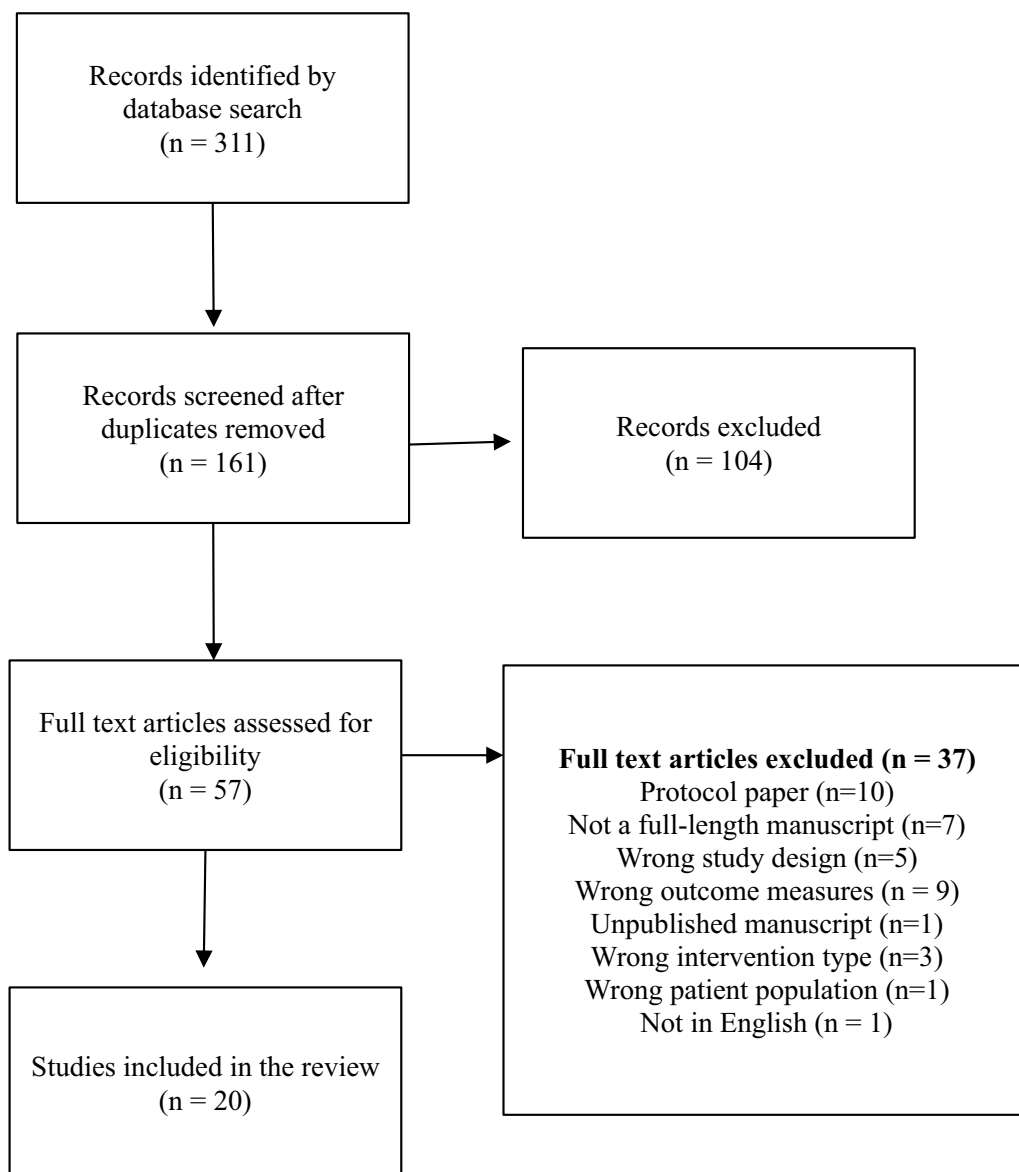 Records identified by
database search
(n = 311)
Records screened after
duplicates removed
(n = 161)
Records excluded
(n = 104)
Full text articles assessed for
eligibility
(n = 57)
Full text articles excluded (n = 37)
Protocol paper (n=10)
Not a full-length manuscript (n=7)
Wrong study design (n=5)
Wrong outcome measures (n = 9)
Unpublished manuscript (n=1)
Wrong intervention type (n=3)
Wrong patient population (n=1)
Not in English (n = 1)
Studies included in the review
(n = 20)